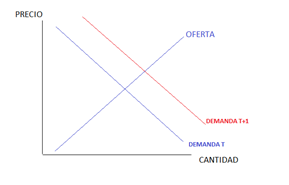 PRECIO
OFERTA
DEMANDA T+1
DEMANDA T
CANTIDAD